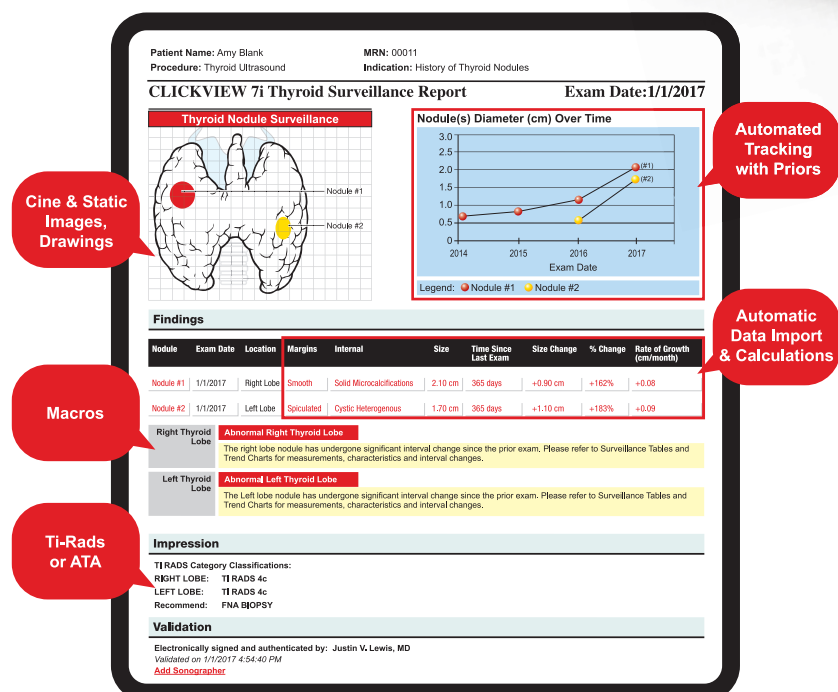 Patient Name: Amy Blank MRN: 00011
Procedure: Thyroid Ultrasound Indication: History of Thyroid Nodules
CLICKVIEW 7i Thyroid Surveillance Report Exam Date:1/1/2017
Thyroid Nodule Surveillance
Nodule #1
Nodule #2
Nodule(s) Diameter (cm) Over Time
3.0
2.5
2.0
1.5
1.0
0.5
0
(#1)
(#2)
2014 2015 2016 2017
Exam Date
Legend: Nodule #1 Nodule #2
Cine & Static
Images,
Drawings
Automated
Tracking
with Priors
Findings
Nodule Exam Date Location Margins Internal Size Time Since Last Exam Size Change % Change Rate of Growth (cm/month)
Nodule #1 1/1/2017 Right Lobe Smooth Solid Microcalcifications 2.10 cm 365 days +0.90 cm +162% +0.08
Nodule #2 1/1/2017 Left Lobe Spiculated Cystic Heterogenous 1.70 cm 365 days +1.10 cm +183% +0.09
Automatic
Data Import
& Calculations
Macros
Right Thyroid
Lobe
Abnormal Right Thyroid Lobe
The right lobe nodule has undergone significant interval change since the prior exam. Please refer to Surveillance Tables and
Trend Charts for measurements, characteristics and interval changes.
Left Thyroid
Lobe
Abnormal Left Thyroid Lobe
The Left lobe nodule has undergone significant interval change since the prior exam. Please refer to Surveillance Tables and
Trend Charts for measurements, characteristics and interval changes.
Ti-Rads
or ATA
Impression
TI RADS Category Classifications:
RIGHT LOBE: TI RADS 4c
LEFT LOBE: TI RADS 4c
Recommend: FNA BIOPSY
Validation
Electronically signed and authenticated by: Justin V. Lewis, MD
Validated on 1/1/2017 4:54:40 PM
Add Sonographer